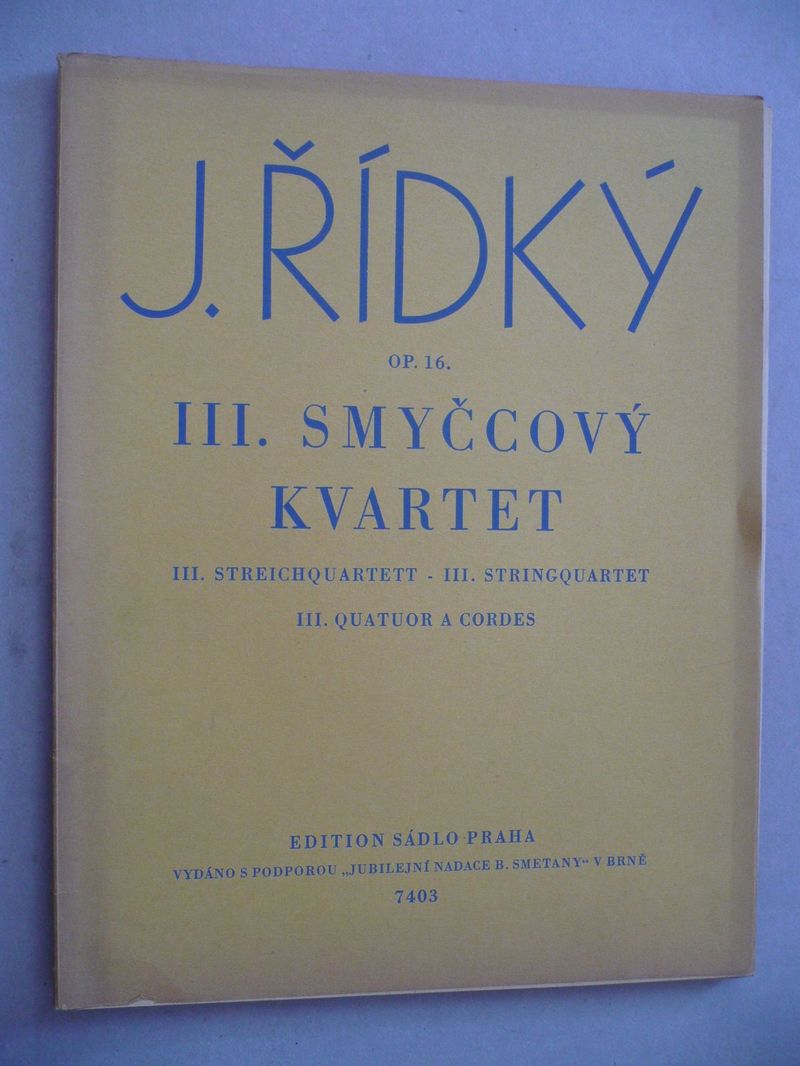 J. ŘÍDKÝ
OP. 16.
III. SMYČCOVÝ
KVARTET
III. STREICHQUARTETT - III. STRINGQUARTET
III. QUATUOR A CORDES
EDITION SÁDLO PRAHA
VYDÁNO S PODPOROU „JUBILEJNÍ NADACE B. SMETANY“ V BRNĚ
7403